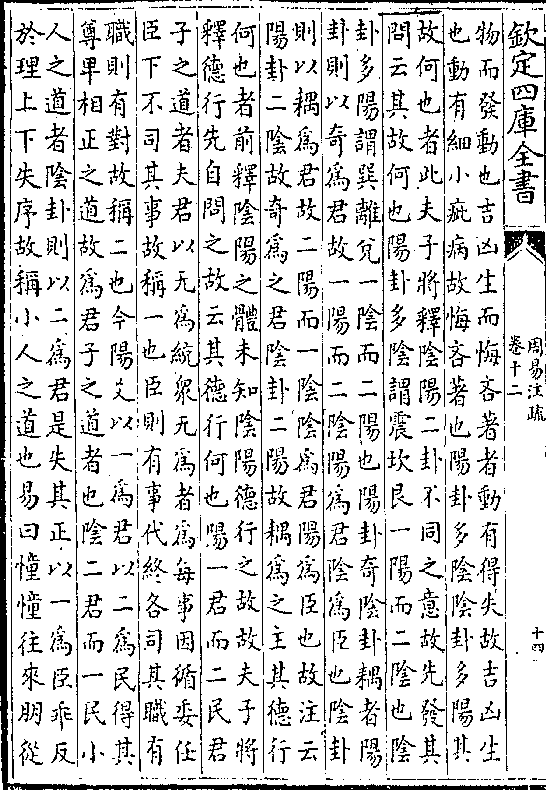 欽定四庫全書
周易注疏
卷十二
十四
物而發動也吉凶生而悔吝著者動有得失故吉凶生
也動有細小疵病故悔吝著也陽卦多陰陰卦多陽其
故何也者此夫子將釋陰陽二卦不同之意故先發其
問云其故何也陽卦多陰謂震坎艮一陽而二陰也陰
卦多陽謂巽離兌一陰而二陽也陽卦奇陰卦耦者陽
卦則以奇爲君故一陽而二陰陽爲君陰爲臣也陰卦
則以耦爲君故二陽而一陰陰爲君陽爲臣也故注云
陽卦二陰故奇爲之君陰卦二陽故耦爲之主其德行
何也者前釋陰陽之體未知陰陽德行之故故夫子將
釋德行先自問之故云其德行何也陽一君而二民君
子之道者夫君以无爲統衆无爲者爲每事因循委任
臣下不司其事故稱一也臣則有事代終各司其職有
職則有對故稱二也今陽爻以一爲君以二爲民得其
尊卑相正之道故爲君子之道者也陰二君而一民小
人之道者陰卦則以二爲君是失其正以一爲臣乖反
於理上下失序故稱小人之道也易曰憧憧往來朋從